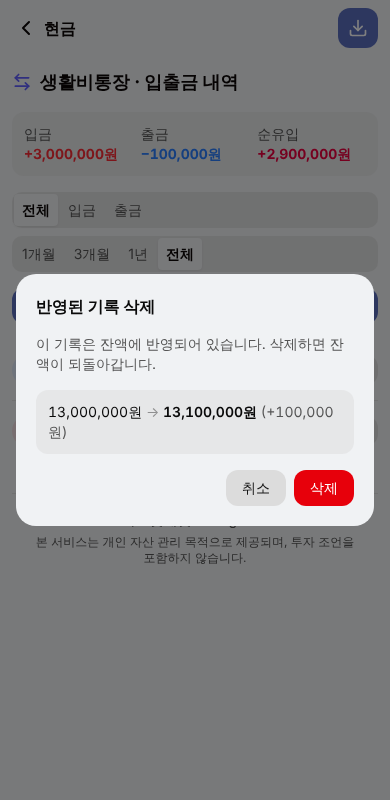 현금
생활비통장 · 입출금 내역
입금
출금
순유입
+3,000,000원
−100,000원
+2,900,000원
전체
입금
출금
1개월
3개월
1년
전체
반영된 기록 삭제
이 기록은 잔액에 반영되어 있습니다. 삭제하면 잔
액이 되돌아갑니다.
13,000,000원 → 13,100,000원 (+100,000
원)
취소
삭제
본 서비스는 개인 자산 관리 목적으로 제공되며, 투자 조언을
포함하지 않습니다.